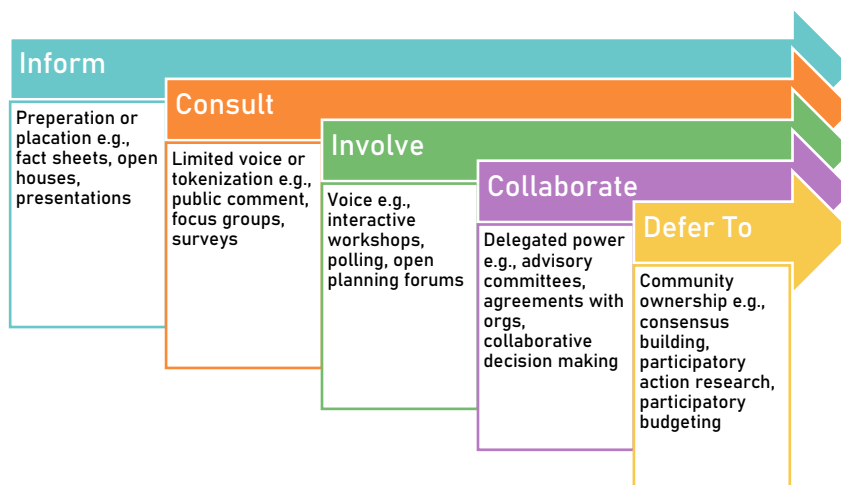 Inform
Preperation or
placation e.g.,
fact sheets, open
houses,
presentations
Consult
Limited voice or
tokenization e.g.,
public comment,
focus groups,
surveys
Involve
Voice e.g.,
interactive
workshops,
polling, open
planning forums
Collaborate
Delegated power
e.g., advisory
committees,
agreements with
orgs,
collaborative
decision making
Defer To
Community
ownership e.g.,
consensus
building,
participatory
action research,
participatory
budgeting